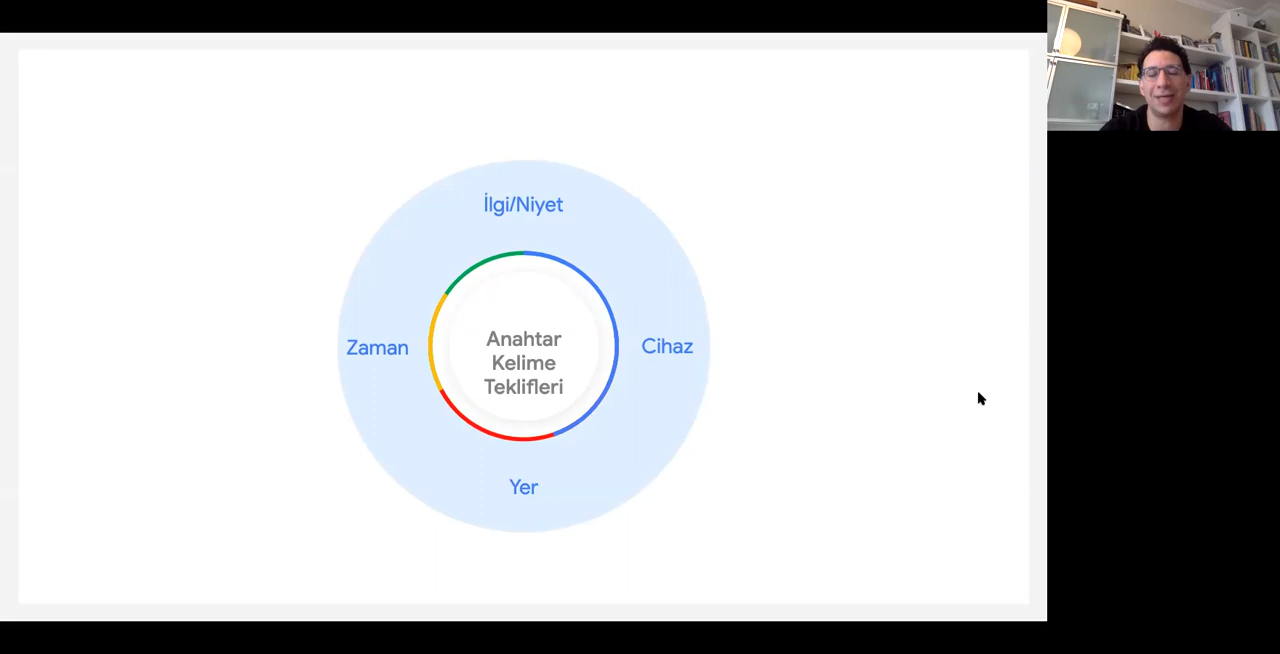 İlgi/Niyet
Zaman
Anahtar
Kelime
Teklifleri
Cihaz
Yer